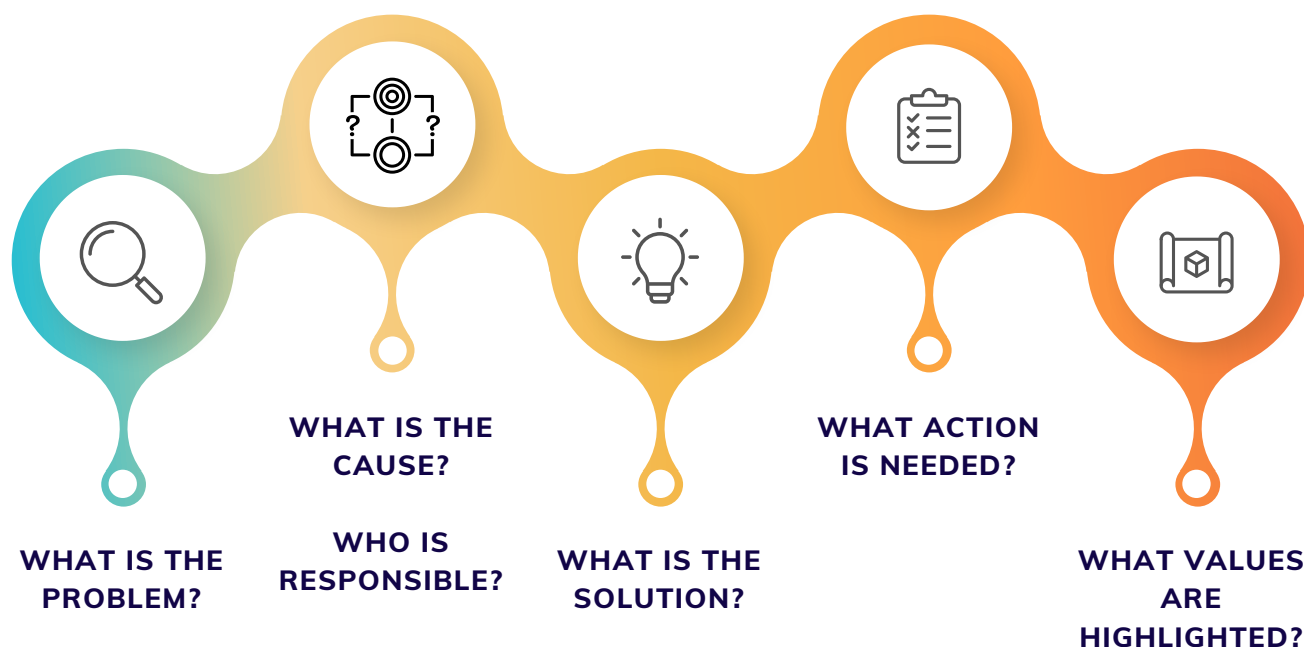 WHAT IS THE
PROBLEM?
WHAT IS THE
CAUSE?
WHO IS
RESPONSIBLE?
WHAT IS THE
SOLUTION?
WHAT ACTION
IS NEEDED?
WHAT VALUES
ARE
HIGHLIGHTED?